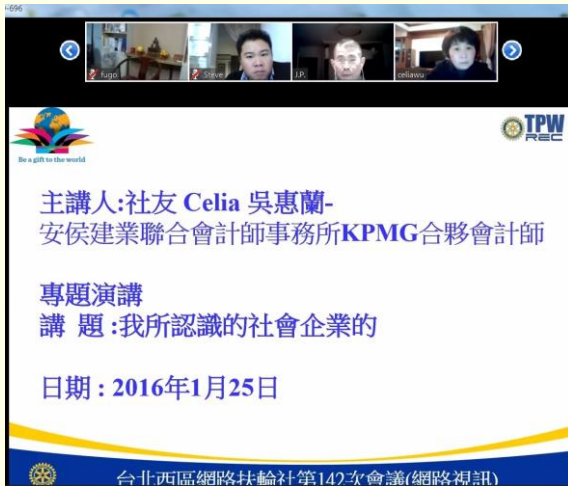 -696
fugo
Steve
J.P.
celiawu
Be a gift to the world
TPW
REC
主講人:社友 Celia 吳惠蘭-
安侯建業聯合會計師事務所KPMG合夥會計師
專題演講
講 題 :我所認識的社會企業的
日期 : 2016年1月25日
台北西區網路扶輪社第142次會議(網路視訊)